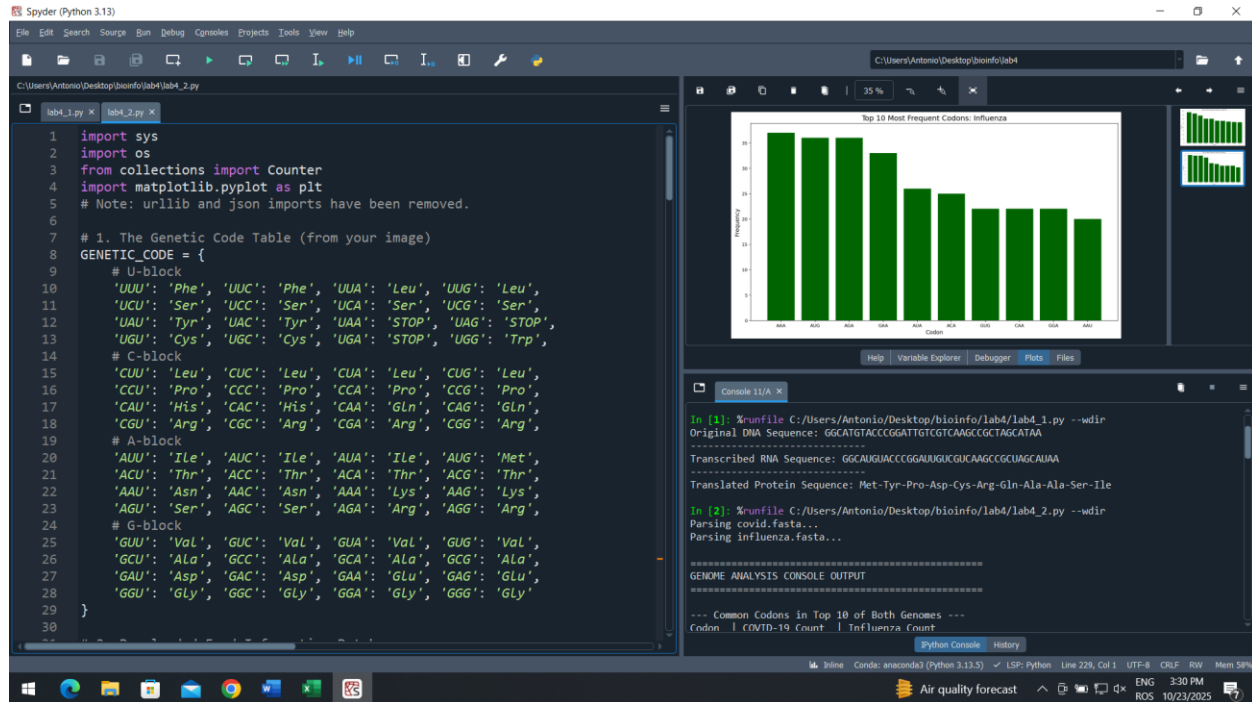 Spyder (Python 3.13)
File Edit Search Source Run Debug Consoles Projects Tools View Help
C:\Users\Antonio\Desktop\bioinfo\lab4
C:\Users\Antonio\Desktop\bioinfo\lab4\lab4_2.py
lab4_1.py
lab4_2.py
1 import sys
2 import os
3 from collections import Counter
4 import matplotlib.pyplot as plt
5 # Note: urllib and json imports have been removed.
6
7 # 1. The Genetic Code Table (from your image)
8 GENETIC_CODE = {
9 # U-block
10 'UUU': 'Phe', 'UUC': 'Phe', 'UUA': 'Leu', 'UUG': 'Leu',
11 'UCU': 'Ser', 'UCC': 'Ser', 'UCA': 'Ser', 'UCG': 'Ser',
12 'UAU': 'Tyr', 'UAC': 'Tyr', 'UAA': 'STOP', 'UAG': 'STOP',
13 'UGU': 'Cys', 'UGC': 'Cys', 'UGA': 'STOP', 'UGG': 'Trp',
14 # C-block
15 'CUU': 'Leu', 'CUC': 'Leu', 'CUA': 'Leu', 'CUG': 'Leu',
16 'CCU': 'Pro', 'CCC': 'Pro', 'CCA': 'Pro', 'CCG': 'Pro',
17 'CAU': 'His', 'CAC': 'His', 'CAA': 'Gln', 'CAG': 'Gln',
18 'CGU': 'Arg', 'CGC': 'Arg', 'CGA': 'Arg', 'CGG': 'Arg',
19 # A-block
20 'AUU': 'Ile', 'AUC': 'Ile', 'AUA': 'Ile', 'AUG': 'Met',
21 'ACU': 'Thr', 'ACC': 'Thr', 'ACA': 'Thr', 'ACG': 'Thr',
22 'AAU': 'Asn', 'AAC': 'Asn', 'AAA': 'Lys', 'AAG': 'Lys',
23 'AGU': 'Ser', 'AGC': 'Ser', 'AGA': 'Arg', 'AGG': 'Arg',
24 # G-block
25 'GUU': 'Val', 'GUC': 'Val', 'GUA': 'Val', 'GUG': 'Val',
26 'GCU': 'Ala', 'GCC': 'Ala', 'GCA': 'Ala', 'GCG': 'Ala',
27 'GAU': 'Asp', 'GAC': 'Asp', 'GAA': 'Glu', 'GAG': 'Glu',
28 'GGU': 'Gly', 'GGC': 'Gly', 'GGA': 'Gly', 'GGG': 'Gly'
29 }
30
35 %
Top 10 Most Frequent Codons: Influenza
Frequency
35
30
25
20
15
10
5
0
AAA AUG AGA GAA AUA ACA GUG CAA GGA AAU
Codon
Help Variable Explorer Debugger Plots Files
Console 11/A
In [1]: %runfile C:/Users/Antonio/Desktop/bioinfo/lab4/lab4_1.py --wdir
Original DNA Sequence: GGCATGTACCCGGATTGTCGTCAAGCCGCTAGCATAA
------------------------------
Transcribed RNA Sequence: GGCAUGUACCCGGAUUGUCGUCAAGCCGCUAGCAUAA
------------------------------
Translated Protein Sequence: Met-Tyr-Pro-Asp-Cys-Arg-Gln-Ala-Ala-Ser-Ile
In [2]: %runfile C:/Users/Antonio/Desktop/bioinfo/lab4/lab4_2.py --wdir
Parsing covid.fasta...
Parsing influenza.fasta...
==================================================
GENOME ANALYSIS CONSOLE OUTPUT
==================================================
--- Common Codons in Top 10 of Both Genomes ---
Codon | COVID-19 Count | Influenza Count
IPython Console History
Inline Conda: anaconda3 (Python 3.13.5) LSP: Python Line 229, Col 1 UTF-8 CRLF RW Mem 58%
Air quality forecast
ENG
ROS
3:30 PM
10/23/2025
7